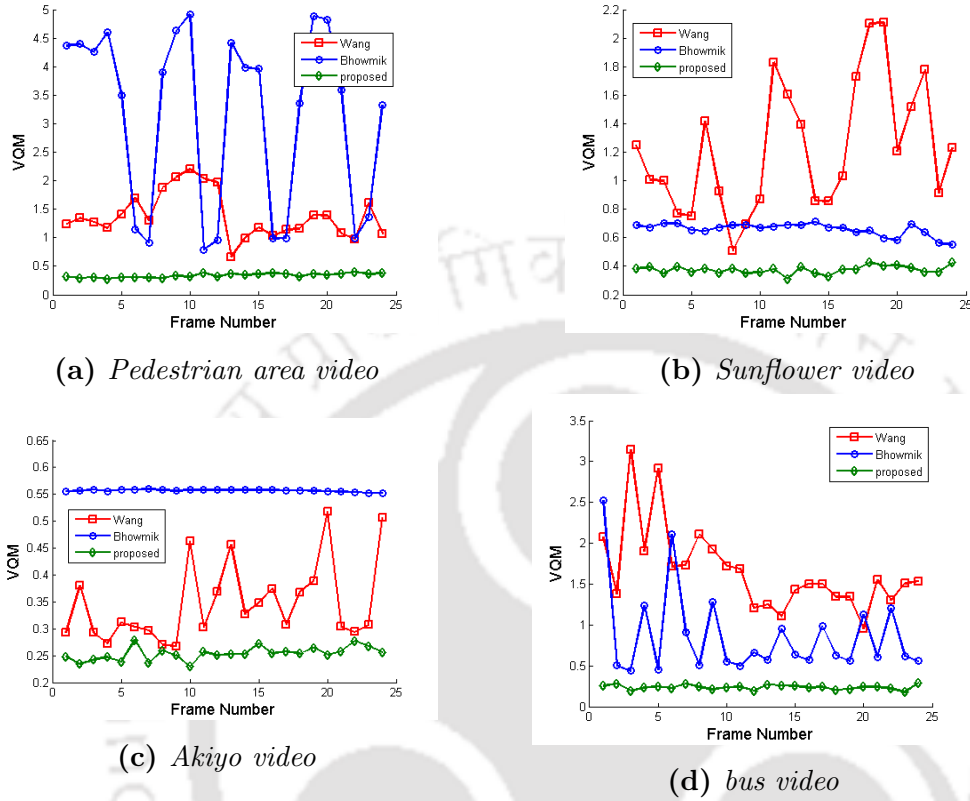 5
4.5
4
3.5
3
2.5
2
1.5
1
0.5
0
VQM
Wang
Bhowmik
proposed
0 5 10 15 20 25
Frame Number
(a) Pedestrian area video
2.2
2
1.8
1.6
1.4
1.2
1
0.8
0.6
0.4
0.2
VQM
Wang
Bhowmik
proposed
0 5 10 15 20 25
Frame Number
(b) Sunflower video
0.65
0.6
0.55
0.5
0.45
0.4
0.35
0.3
0.25
0.2
VQM
Wang
Bhowmik
proposed
0 5 10 15 20 25
Frame Number
(c) Akiyo video
3.5
3
2.5
2
1.5
1
0.5
0
VQM
Wang
Bhowmik
proposed
0 5 10 15 20 25
Frame Number
(d) bus video